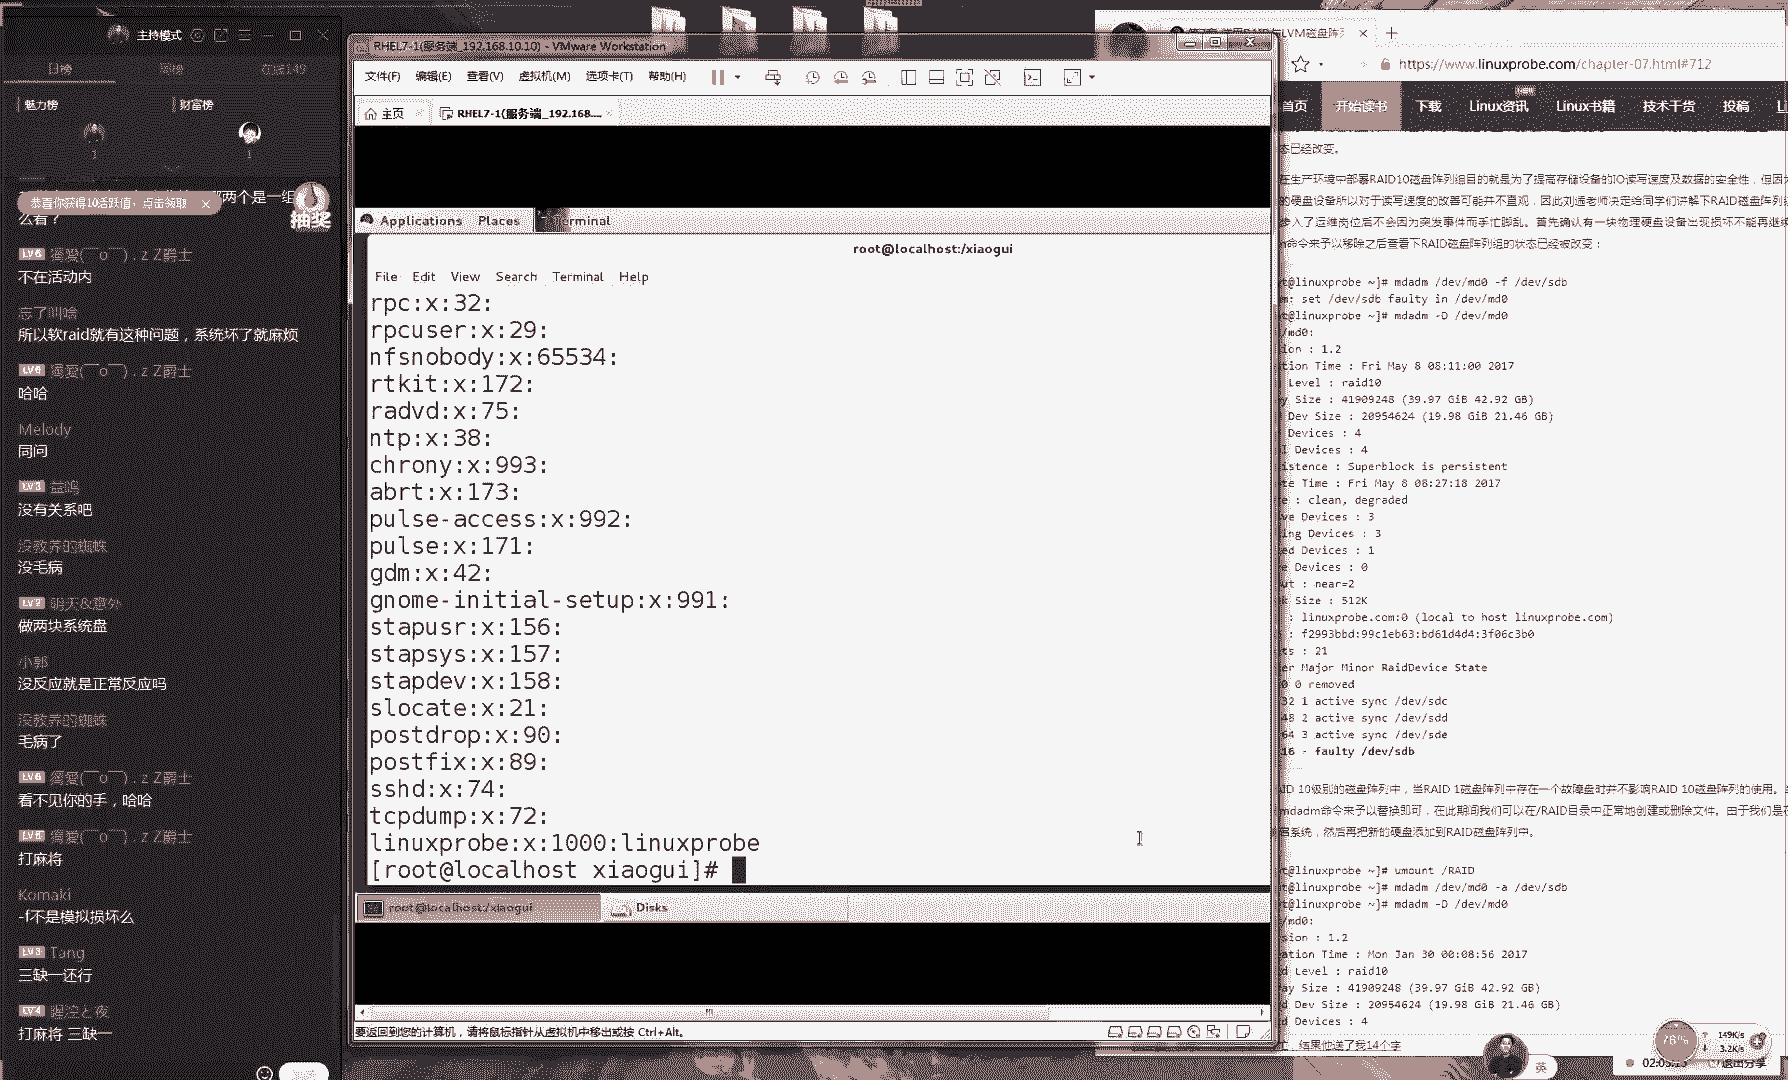 主持模式
日榜
周榜
在线149
魅力榜
财富榜
1
1
恭喜你获得10活跃值，点击领取
两个是一组
么看？
抽奖
不在活动内
忘了叫啥
所以软raid就有这种问题，系统坏了就麻烦
哈哈
Melody
同问
LV3 益鸣
没有关系吧
没教养的蜘蛛
没毛病
LV2 明天&意外
做两块系统盘
小郭
没反应就是正常反应吗
没教养的蜘蛛
毛病了
看不见你的手，哈哈
打麻将
Komaki
-f不是模拟损坏么
LV3 Tang
三缺一还行
打麻将 三缺一
RHEL7-1(服务端_192.168.10.10) - VMware Workstation
文件(F) 编辑(E) 查看(V) 虚拟机(M) 选项卡(T) 帮助(H)
主页
RHEL7-1(服务端_192.168....
Applications Places Terminal
root@localhost:/xiaogui
File Edit View Search Terminal Help
rpc:x:32:
rpcuser:x:29:
nfsnobody:x:65534:
rtkit:x:172:
radvd:x:75:
ntp:x:38:
chrony:x:993:
abrt:x:173:
pulse-access:x:992:
pulse:x:171:
gdm:x:42:
gnome-initial-setup:x:991:
stapusr:x:156:
stapsys:x:157:
stapdev:x:158:
slocate:x:21:
postdrop:x:90:
postfix:x:89:
sshd:x:74:
tcpdump:x:72:
linuxprobe:x:1000:linuxprobe
[root@localhost xiaogui]#
root@localhost:/xiaogui
Disks
要返回到您的计算机，请将鼠标指针从虚拟机中移出或按 Ctrl+Alt。
LVM磁盘阵
https://www.linuxprobe.com/chapter-07.html#712
首页 开始读书 下载 Linux资讯 Linux书籍 技术干货 投稿
态已经改变。
在生产环境中部署RAID10磁盘阵列组目的就是为了提高存储设备的IO读写速度及数据的安全性，但因
的硬盘设备所以对于读写速度的改善可能并不直观，因此刘遄老师决定给同学们讲解下RAID磁盘阵列
步入了运维岗位后不会因为突发事件而手忙脚乱。首先确认有一块物理硬盘设备出现损坏不能再继续
命令来予以移除之后查看下RAID磁盘阵列组的状态已经被改变：
t@linuxprobe ~]# mdadm /dev/md0 -f /dev/sdb
m: set /dev/sdb faulty in /dev/md0
t@linuxprobe ~]# mdadm -D /dev/md0
/md0:
ion : 1.2
tion Time : Fri May 8 08:11:00 2017
Level : raid10
y Size : 41909248 (39.97 GiB 42.92 GB)
Dev Size : 20954624 (19.98 GiB 21.46 GB)
Devices : 4
l Devices : 4
istence : Superblock is persistent
te Time : Fri May 8 08:27:18 2017
e : clean, degraded
ve Devices : 3
ing Devices : 3
ed Devices : 1
e Devices : 0
ut : near=2
k Size : 512K
: linuxprobe.com:0 (local to host linuxprobe.com)
: f2993bbd:99c1eb63:bd61d4d4:3f06c3b0
ts : 21
er Major Minor RaidDevice State
0 0 removed
32 1 active sync /dev/sdc
48 2 active sync /dev/sdd
64 3 active sync /dev/sde
16 - faulty /dev/sdb
ID 10级别的磁盘阵列中，当RAID 1磁盘阵列中存在一个故障盘时并不影响RAID 10磁盘阵列的使用。
mdadm命令来予以替换即可，在此期间我们可以在/RAID目录中正常地创建或删除文件。由于我们是在
启系统，然后再把新的硬盘添加到RAID磁盘阵列中。
t@linuxprobe ~]# umount /RAID
t@linuxprobe ~]# mdadm /dev/md0 -a /dev/sdb
t@linuxprobe ~]# mdadm -D /dev/md0
/md0:
sion : 1.2
ation Time : Mon Jan 30 00:08:56 2017
d Level : raid10
ay Size : 41909248 (39.97 GiB 42.92 GB)
d Dev Size : 20954624 (19.98 GiB 21.46 GB)
d Devices : 4
结果他送了我14个字
英
76%
149K/s
3.2K/s
退出分享